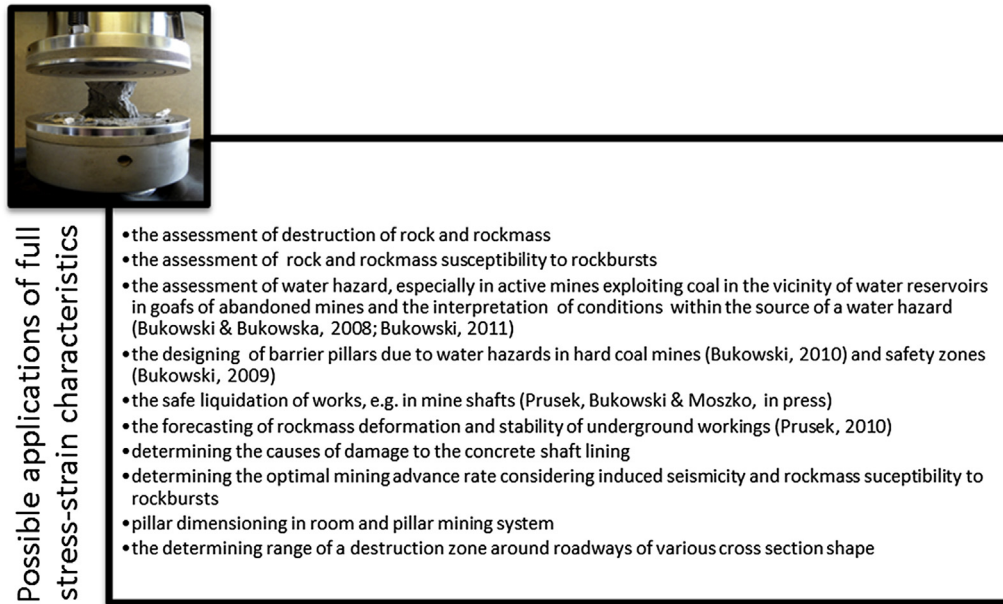 Possible applications of full
stress-strain characteristics
•the assessment of destruction of rock and rockmass
•the assessment of rock and rockmass susceptibility to rockbursts
•the assessment of water hazard, especially in active mines exploiting coal in the vicinity of water reservoirs
in goafs of abandoned mines and the interpretation of conditions within the source of a water hazard
(Bukowski & Bukowska, 2008; Bukowski, 2011)
•the designing of barrier pillars due to water hazards in hard coal mines (Bukowski, 2010) and safety zones
(Bukowski, 2009)
•the safe liquidation of works, e.g. in mine shafts (Prusek, Bukowski & Moszko, in press)
•the forecasting of rockmass deformation and stability of underground workings (Prusek, 2010)
•determining the causes of damage to the concrete shaft lining
•determining the optimal mining advance rate considering induced seismicity and rockmass suceptibility to
rockbursts
•pillar dimensioning in room and pillar mining system
•the determining range of a destruction zone around roadways of various cross section shape